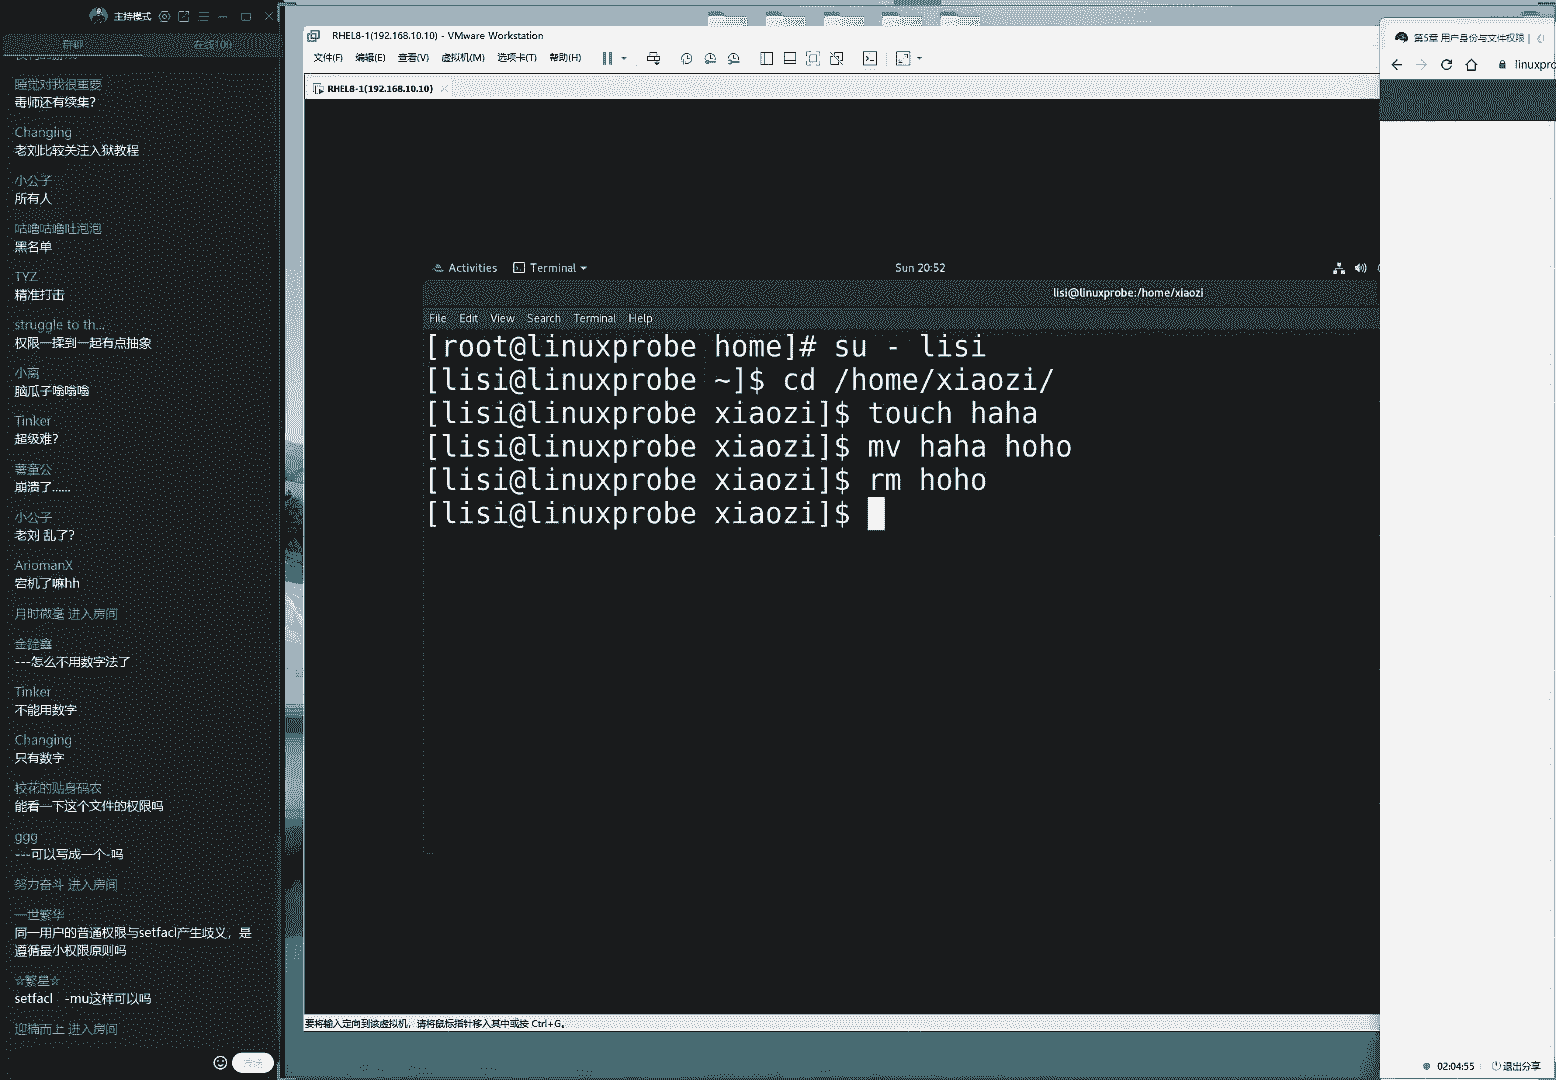 主持模式
群聊
在线100
睡觉对我很重要
毒师还有续集?
Changing
老刘比较关注入狱教程
小公子
所有人
咕噜咕噜吐泡泡
黑名单
TYZ
精准打击
struggle to th...
权限一揉到一起有点抽象
小南
脑瓜子嗡嗡嗡
Tinker
超级难?
薯童公
崩溃了......
小公子
老刘 乱了?
AriomanX
宕机了嘛hh
月时微毫 进入房间
---怎么不用数字法了
Tinker
不能用数字
Changing
只有数字
校花的贴身码农
能看一下这个文件的权限吗
ggg
---可以写成一个-吗
努力奋斗 进入房间
一世繁华
同一用户的普通权限与setfacl产生歧义，是
遵循最小权限原则吗
☆繁星☆
setfacl -mu这样可以吗
迎楠而上 进入房间
发送
RHEL8-1(192.168.10.10) - VMware Workstation
文件(F) 编辑(E) 查看(V) 虚拟机(M) 选项卡(T) 帮助(H)
RHEL8-1(192.168.10.10)
Activities Terminal Sun 20:52
lisi@linuxprobe:/home/xiaozi
File Edit View Search Terminal Help
[root@linuxprobe home]# su - lisi
[lisi@linuxprobe ~]$ cd /home/xiaozi/
[lisi@linuxprobe xiaozi]$ touch haha
[lisi@linuxprobe xiaozi]$ mv haha hoho
[lisi@linuxprobe xiaozi]$ rm hoho
[lisi@linuxprobe xiaozi]$
要将输入定向到该虚拟机，请将鼠标指针移入其中或按 Ctrl+G。
第5章 用户身份与文件权限 |
linuxpro
02:04:55 退出分享